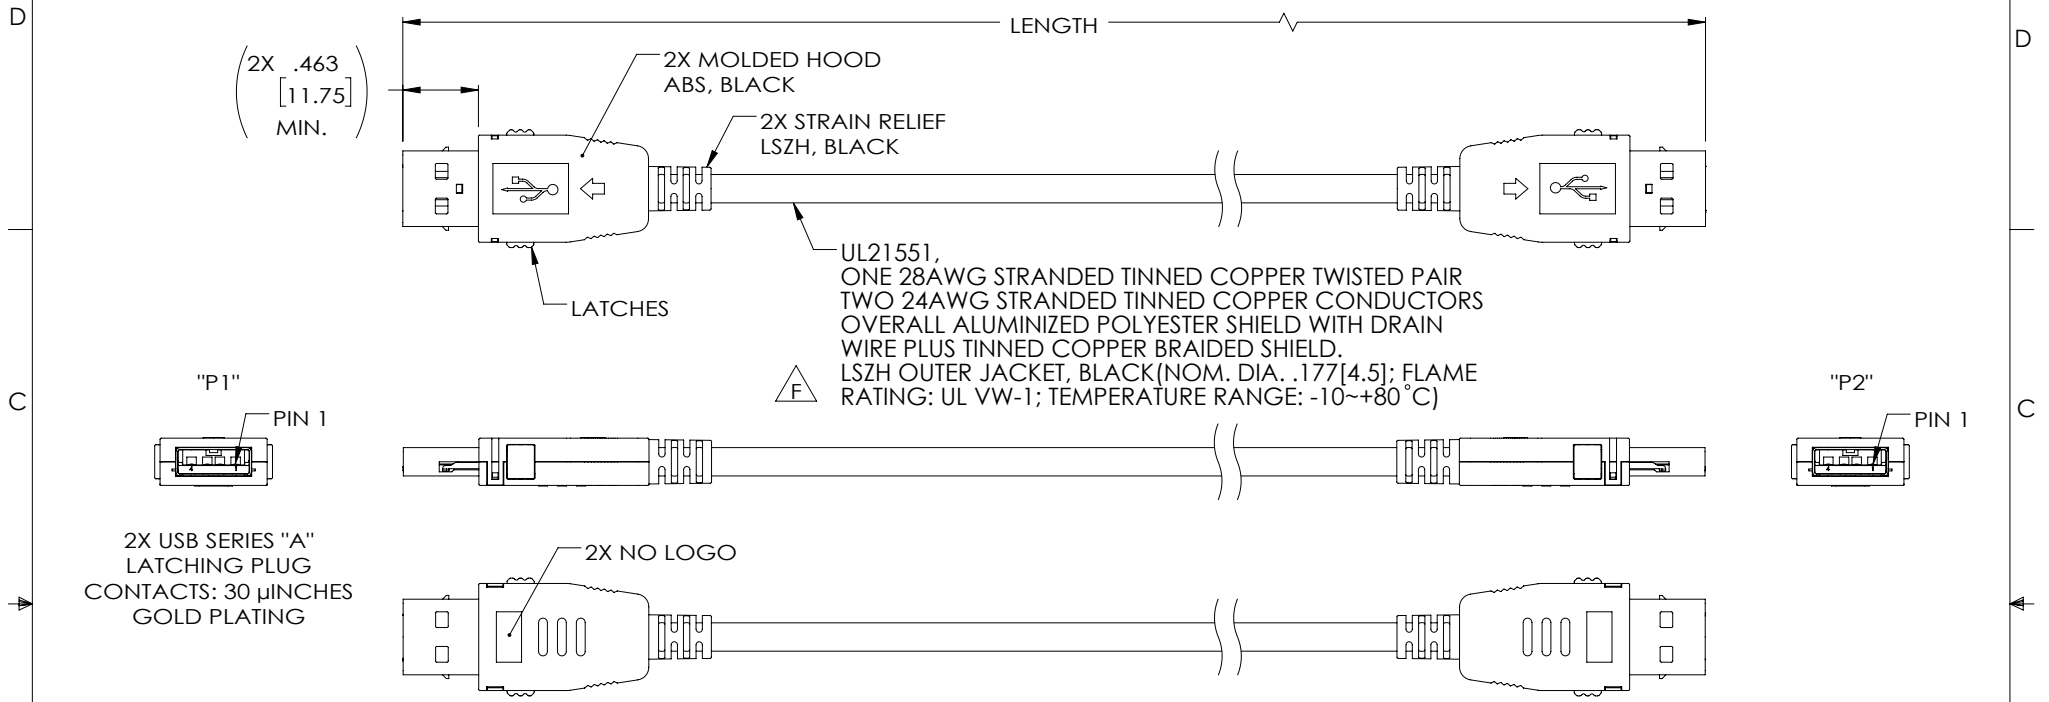 D
D
LENGTH
2X .463
[11.75]
MIN.
2X MOLDED HOOD
ABS, BLACK
2X STRAIN RELIEF
LSZH, BLACK
LATCHES
UL21551,
ONE 28AWG STRANDED TINNED COPPER TWISTED PAIR
TWO 24AWG STRANDED TINNED COPPER CONDUCTORS
OVERALL ALUMINIZED POLYESTER SHIELD WITH DRAIN
WIRE PLUS TINNED COPPER BRAIDED SHIELD.
LSZH OUTER JACKET, BLACK(NOM. DIA. .177[4.5]; FLAME
RATING: UL VW-1; TEMPERATURE RANGE: -10~+80°C)
F
C
C
"P1"
PIN 1
4 1
"P2"
PIN 1
4 1
2X USB SERIES "A"
LATCHING PLUG
CONTACTS: 30 µINCHES
GOLD PLATING
2X NO LOGO